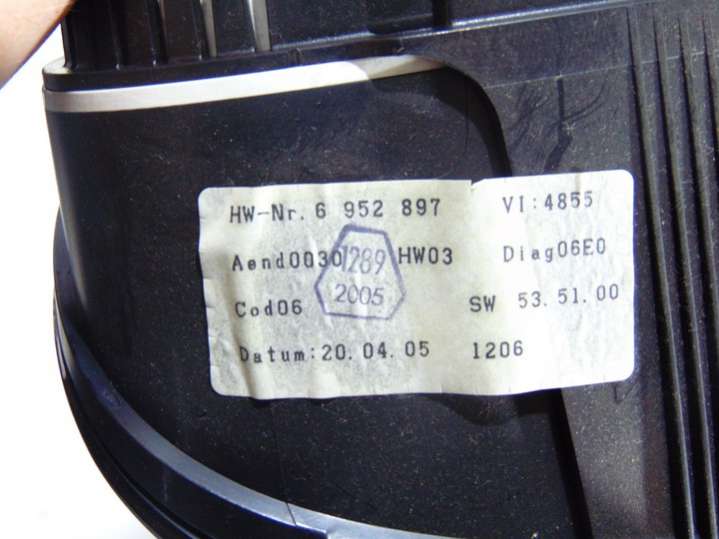 HW-Nr. 6 952 897 VI:4855
Aend0030 HW03 Diag06E0
1289
2005
Cod06 SW 53.51.00
Datum:20.04.05 1206